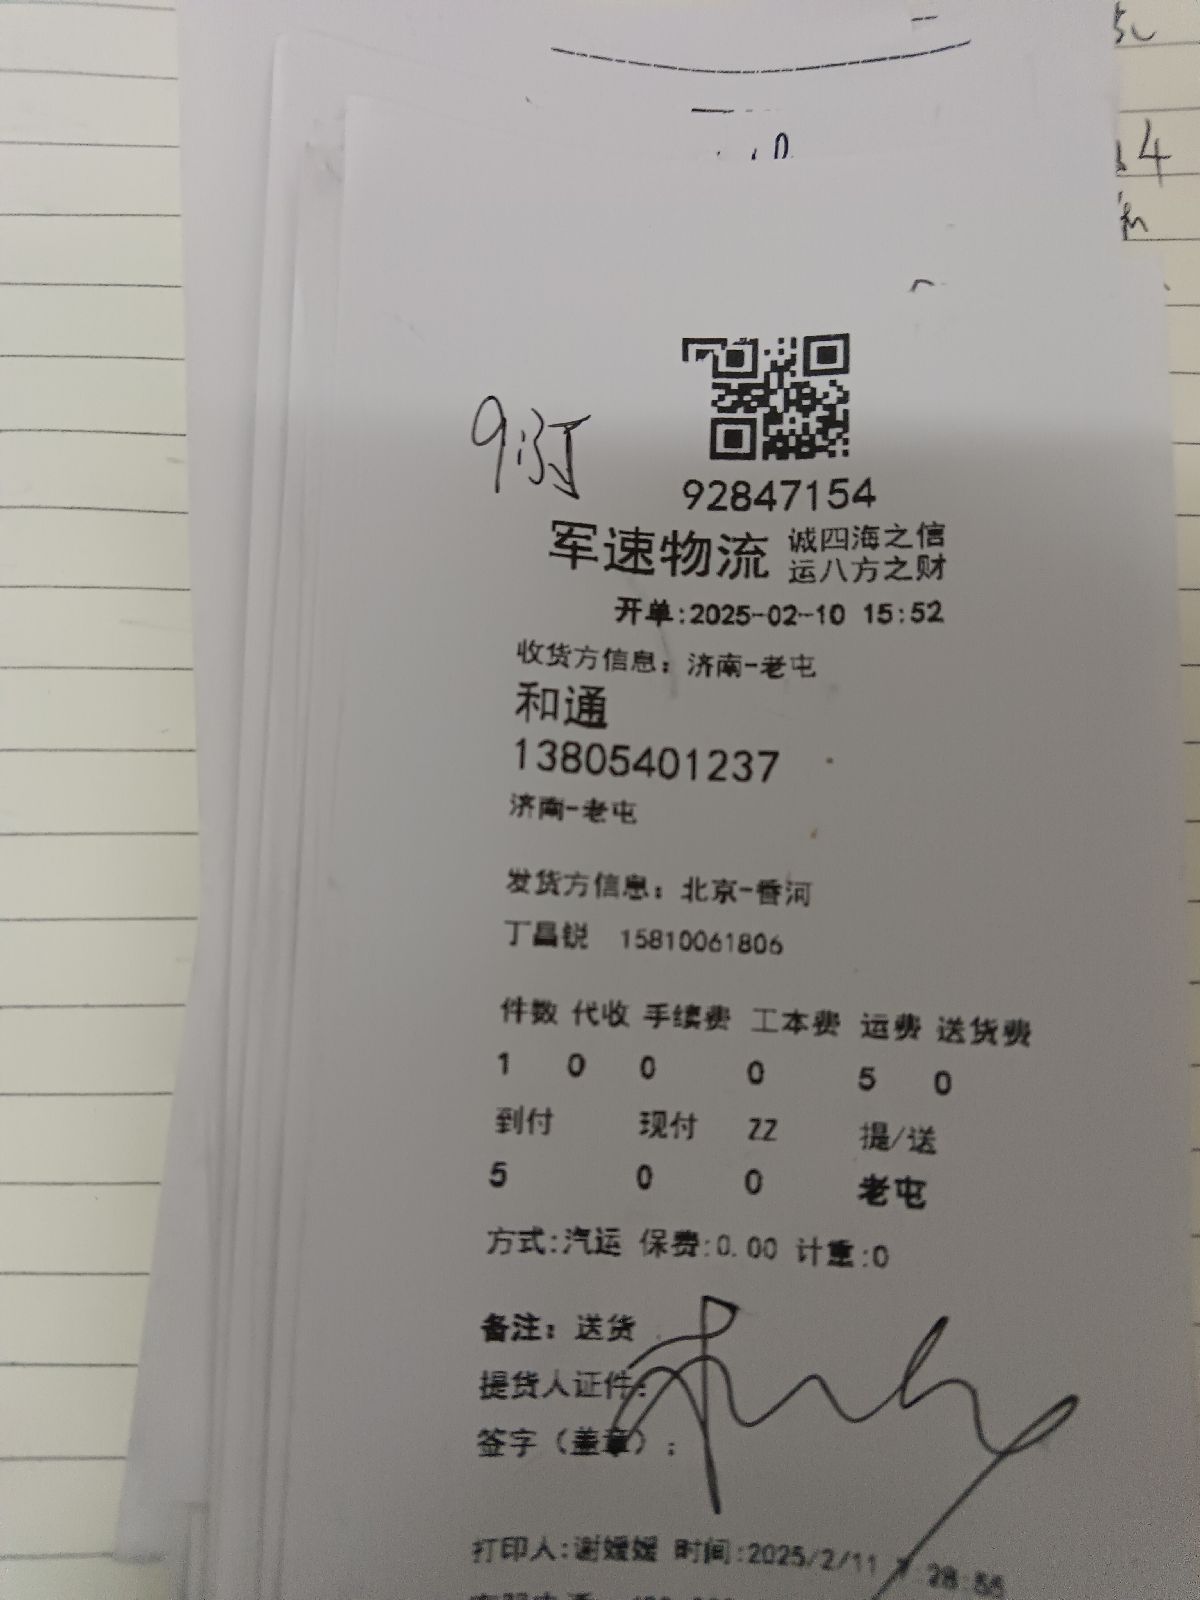 92847154
军速物流 诚四海之信
运八方之财
开单:2025-02-10 15:52
收货方信息: 济南-老屯
和通
13805401237
济南-老屯
发货方信息: 北京-香河
丁昌锐 15810061806
件数 代收 手续费 工本费 运费 送货费
1 0 0 0 5 0
到付 现付 ZZ 提/送
5 0 0 老屯
方式:汽运 保费:0.00 计重:0
备注: 送货
提货人证件:
签字（盖章）:
打印人:谢媛媛 时间:2025/2/11